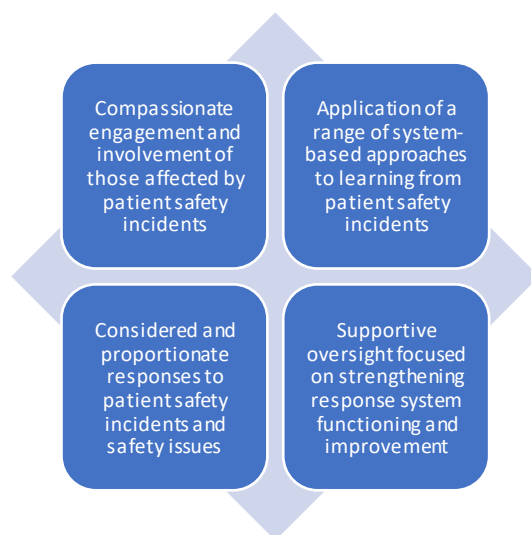 Compassionate
engagement and
involvement of
those affected by
patient safety
incidents
Application of a
range of system-
based approaches
to learning from
patient safety
incidents
Considered and
proportionate
responses to
patient safety
incidents and
safety issues
Supportive
oversight focused
on strengthening
response system
functioning and
improvement